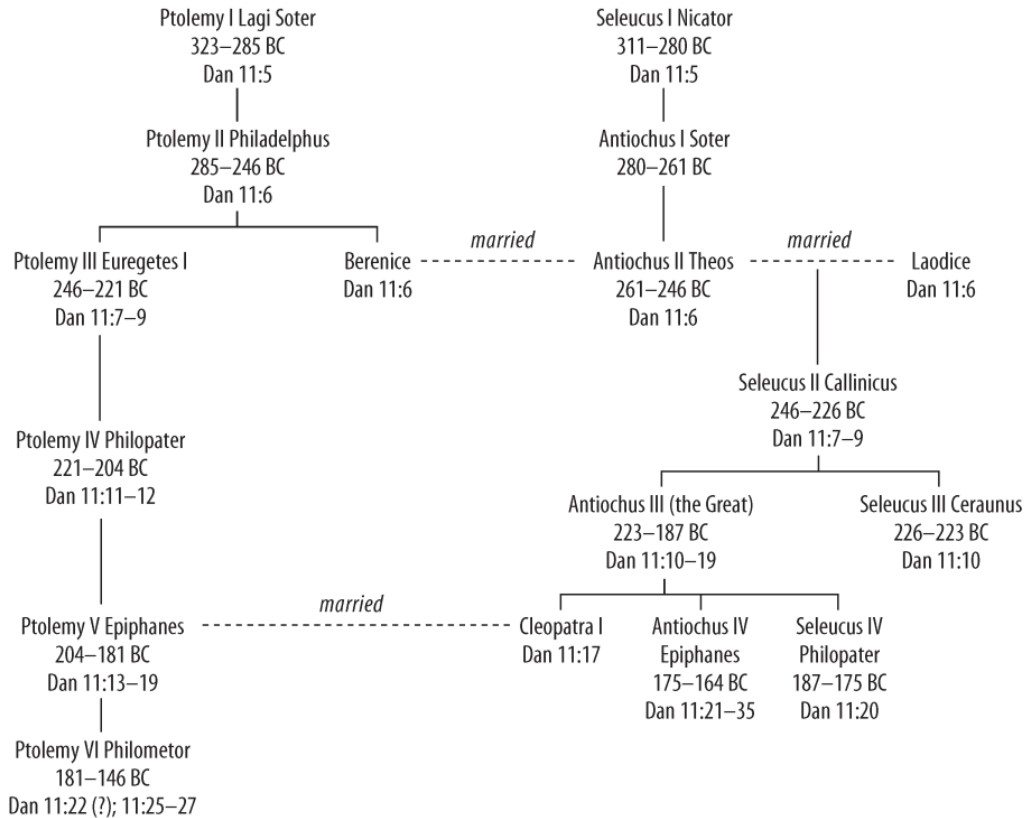 Ptolemy I Lagi Soter
323–285 BC
Dan 11:5
Seleucus I Nicator
311–280 BC
Dan 11:5
Ptolemy II Philadelphus
285–246 BC
Dan 11:6
Antiochus I Soter
280–261 BC
married
married
Ptolemy III Euregetes I
246–221 BC
Dan 11:7–9
Berenice
Dan 11:6
Antiochus II Theos
261–246 BC
Dan 11:6
Laodice
Dan 11:6
Seleucus II Callinicus
246–226 BC
Dan 11:7–9
Ptolemy IV Philopater
221–204 BC
Dan 11:11–12
Antiochus III (the Great)
223–187 BC
Dan 11:10–19
Seleucus III Ceraunus
226–223 BC
Dan 11:10
married
Ptolemy V Epiphanes
204–181 BC
Dan 11:13–19
Cleopatra I
Dan 11:17
Antiochus IV
Epiphanes
175–164 BC
Dan 11:21–35
Seleucus IV
Philopater
187–175 BC
Dan 11:20
Ptolemy VI Philometor
181–146 BC
Dan 11:22 (?); 11:25–27